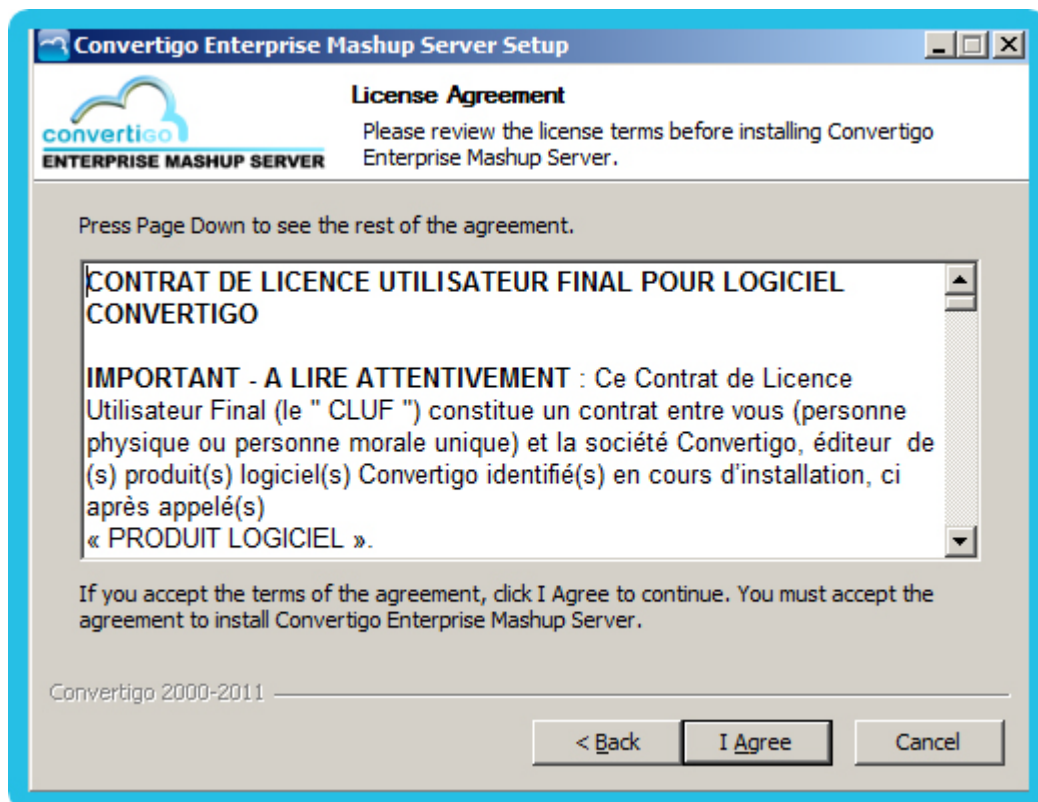 Convertigo Enterprise Mashup Server Setup
convertigo
ENTERPRISE MASHUP SERVER
License Agreement
Please review the license terms before installing Convertigo
Enterprise Mashup Server.
Press Page Down to see the rest of the agreement.
CONTRAT DE LICENCE UTILISATEUR FINAL POUR LOGICIEL
CONVERTIGO
IMPORTANT - A LIRE ATTENTIVEMENT : Ce Contrat de Licence
Utilisateur Final (le " CLUF ") constitue un contrat entre vous (personne
physique ou personne morale unique) et la société Convertigo, éditeur de
(s) produit(s) logiciel(s) Convertigo identifié(s) en cours d'installation, ci
après appelé(s)
« PRODUIT LOGICIEL ».
If you accept the terms of the agreement, click I Agree to continue. You must accept the
agreement to install Convertigo Enterprise Mashup Server.
Convertigo 2000-2011
< Back
I Agree
Cancel